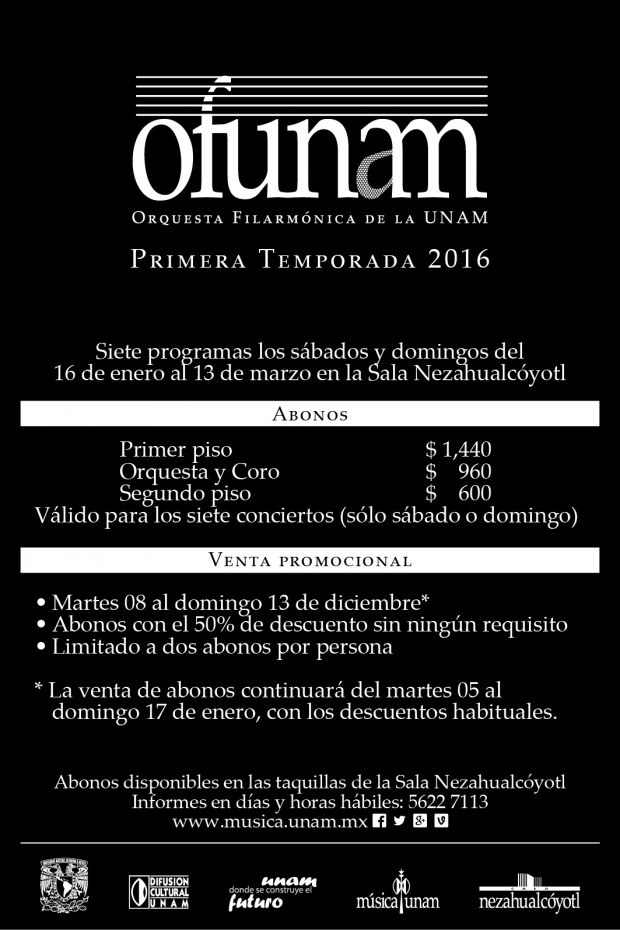 ofunam
ORQUESTA FILARMÓNICA DE LA UNAM
PRIMERA TEMPORADA 2016
Siete programas los sábados y domingos del
16 de enero al 13 de marzo en la Sala Nezahualcóyotl
ABONOS
Primer piso $ 1,440
Orquesta y Coro $ 960
Segundo piso $ 600
Válido para los siete conciertos (sólo sábado o domingo)
VENTA PROMOCIONAL
• Martes 08 al domingo 13 de diciembre*
• Abonos con el 50% de descuento sin ningún requisito
• Limitado a dos abonos por persona
* La venta de abonos continuará del martes 05 al
domingo 17 de enero, con los descuentos habituales.
Abonos disponibles en las taquillas de la Sala Nezahualcóyotl
Informes en días y horas hábiles: 5622 7113
www.musica.unam.mx
DIFUSION
CULTURAL
UNAM
unam
donde se construye el
futuro
música unam
SALA
nezahualcóyotl